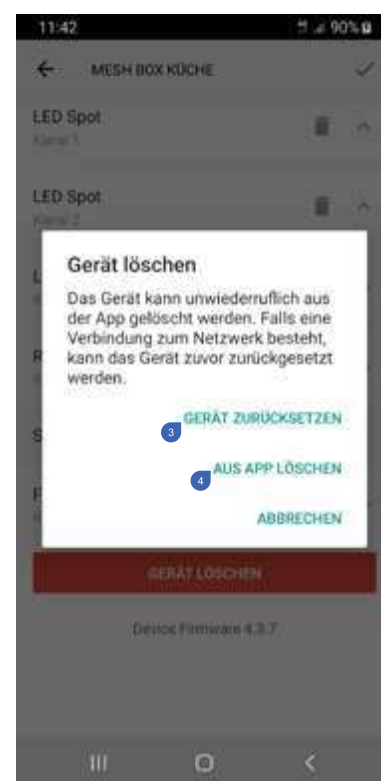 11:42 90%
MESH BOX KÜCHE
LED Spot
Kanal 1
LED Spot
Kanal 2
Gerät löschen
Das Gerät kann unwiederruflich aus
der App gelöscht werden. Falls eine
Verbindung zum Netzwerk besteht,
kann das Gerät zuvor zurückgesetzt
werden.
3 GERÄT ZURÜCKSETZEN
4 AUS APP LÖSCHEN
ABBRECHEN
GERÄT LÖSCHEN
Device Firmware 4.3.7